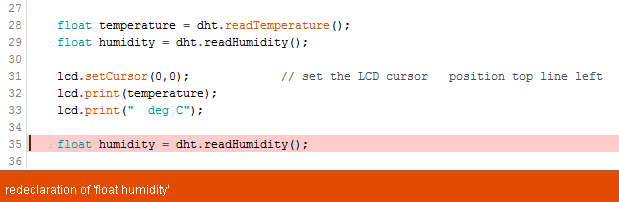 27
28 float temperature = dht.readTemperature();
29 float humidity = dht.readHumidity();
30
31 lcd.setCursor(0,0); // set the LCD cursor position top line left
32 lcd.print(temperature);
33 lcd.print("  deg C");
34
35 float humidity = dht.readHumidity();
36
redeclaration of 'float humidity'